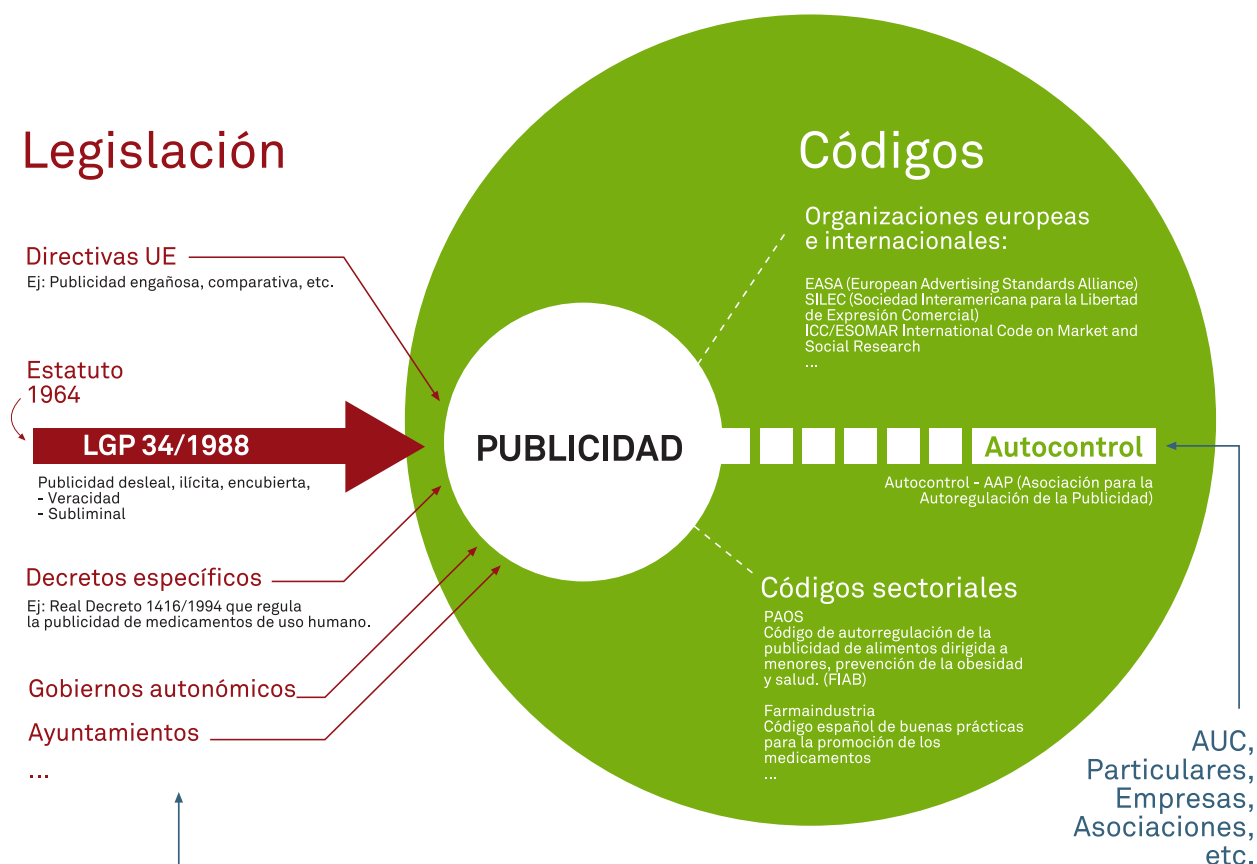 Legislación
Directivas UE
Ej: Publicidad engañosa, comparativa, etc.
Estatuto
1964
LGP 34/1988
Publicidad desleal, ilícita, encubierta,
- Veracidad
- Subliminal
Decretos específicos
Ej: Real Decreto 1416/1994 que regula
la publicidad de medicamentos de uso humano.
Gobiernos autonómicos
Ayuntamientos
...
PUBLICIDAD
Códigos
Organizaciones europeas
e internacionales:
EASA (European Advertising Standards Alliance)
SILEC (Sociedad Interamericana para la Libertad
de Expresión Comercial)
ICC/ESOMAR International Code on Market and
Social Research
...
Autocontrol
Autocontrol - AAP (Asociación para la
Autoregulación de la Publicidad)
Códigos sectoriales
PAOS
Código de autorregulación de la
publicidad de alimentos dirigida a
menores, prevención de la obesidad
y salud. (FIAB)
Farmaindustria
Código español de buenas prácticas
para la promoción de los
medicamentos
...
AUC,
Particulares,
Empresas,
Asociaciones,
etc.